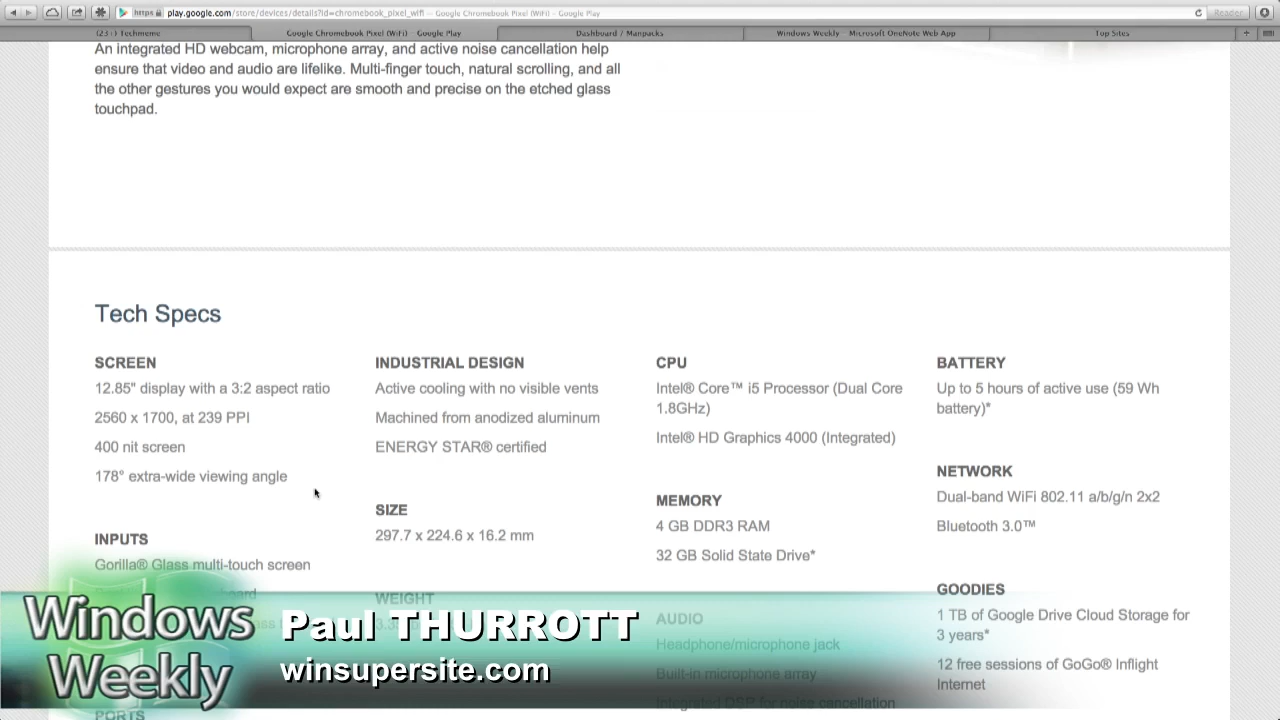 https play.google.com/store/devices/details?id=chromebook_pixel_wifi — Google Chromebook Pixel (WiFi) – Google Play
Reader
Techmeme
Google Chromebook Pixel (WiFi) – Google Play
Dashboard / Manpacks
Windows Weekly – Microsoft OneNote Web App
Top Sites
An integrated HD webcam, microphone array, and active noise cancellation help
ensure that video and audio are lifelike. Multi-finger touch, natural scrolling, and all
the other gestures you would expect are smooth and precise on the etched glass
touchpad.
Tech Specs
SCREEN
12.85" display with a 3:2 aspect ratio
2560 x 1700, at 239 PPI
400 nit screen
178° extra-wide viewing angle
INPUTS
Gorilla® Glass multi-touch screen
PORTS
INDUSTRIAL DESIGN
Active cooling with no visible vents
Machined from anodized aluminum
ENERGY STAR® certified
SIZE
297.7 x 224.6 x 16.2 mm
WEIGHT
CPU
Intel® Core™ i5 Processor (Dual Core
1.8GHz)
Intel® HD Graphics 4000 (Integrated)
MEMORY
4 GB DDR3 RAM
32 GB Solid State Drive*
AUDIO
Headphone/microphone jack
Built-in microphone array
Integrated DSP for noise cancellation
BATTERY
Up to 5 hours of active use (59 Wh
battery)*
NETWORK
Dual-band WiFi 802.11 a/b/g/n 2x2
Bluetooth 3.0™
GOODIES
1 TB of Google Drive Cloud Storage for
3 years*
12 free sessions of GoGo® Inflight
Internet
Windows
Weekly
Paul THURROTT
winsupersite.com